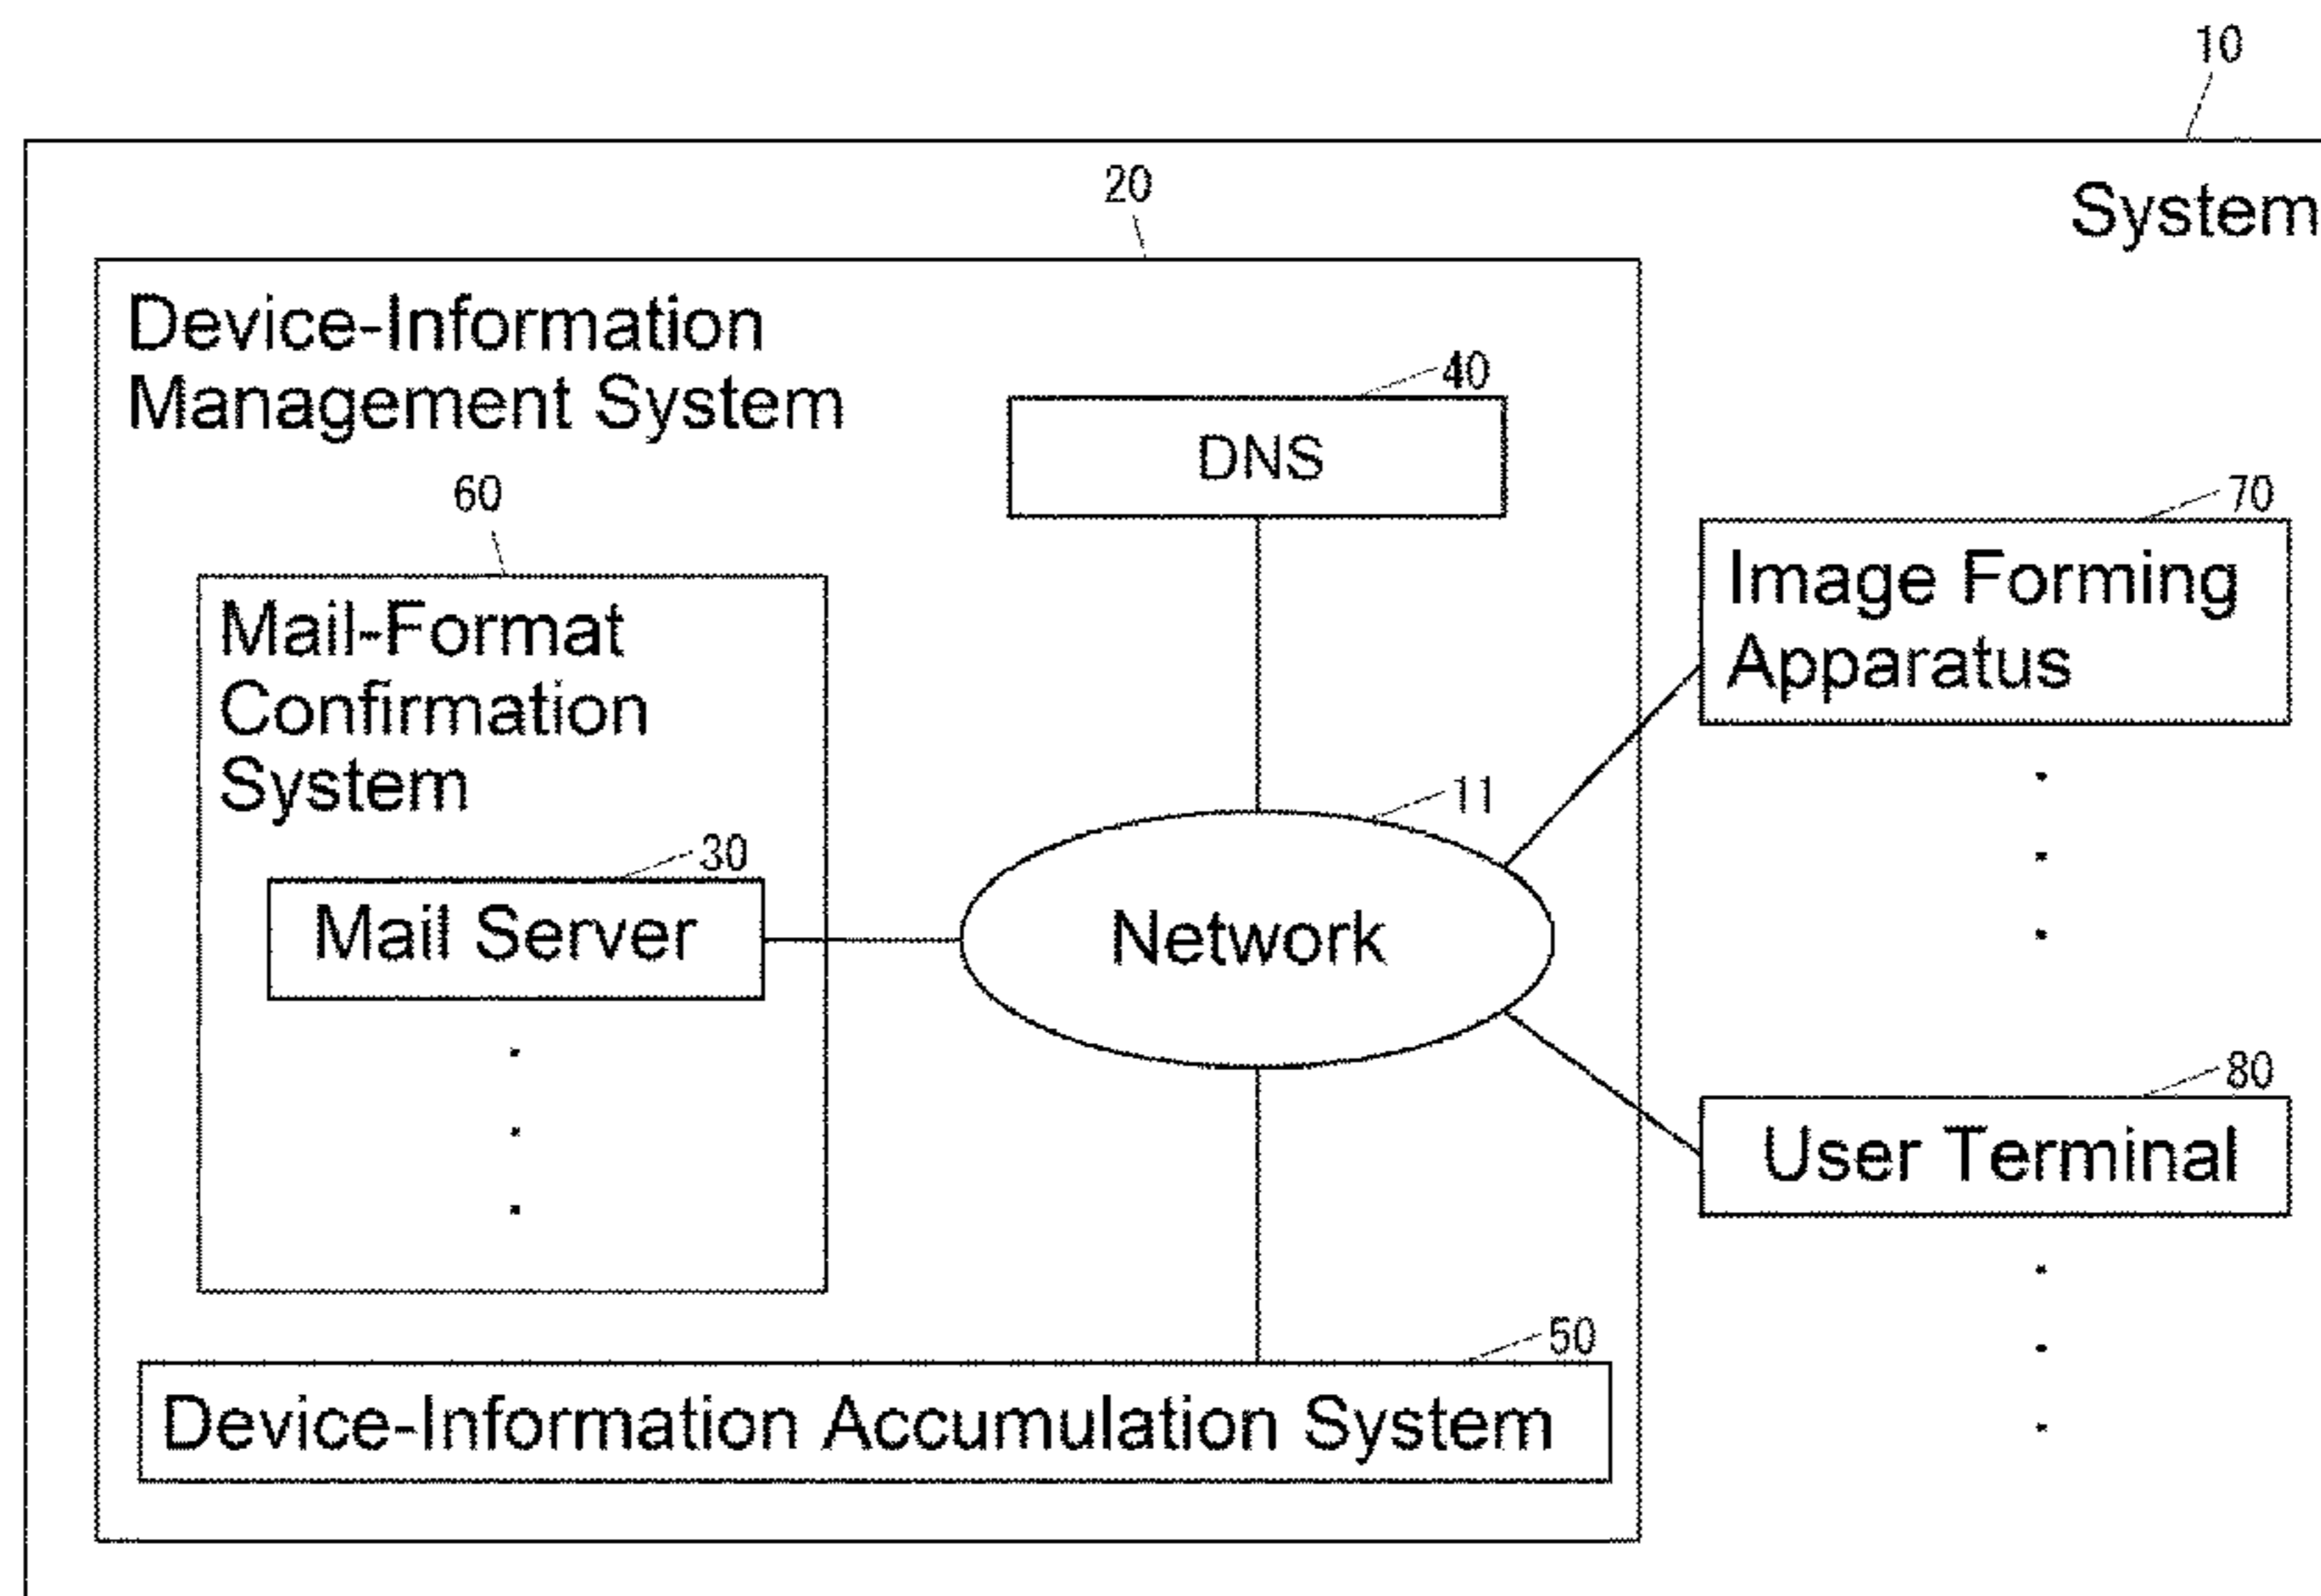 10
System
20
Device-Information
Management System
40
DNS
60
Mail-Format
Confirmation
System
70
Image Forming
Apparatus
11
Network
30
Mail Server
80
User Terminal
50
Device-Information Accumulation System